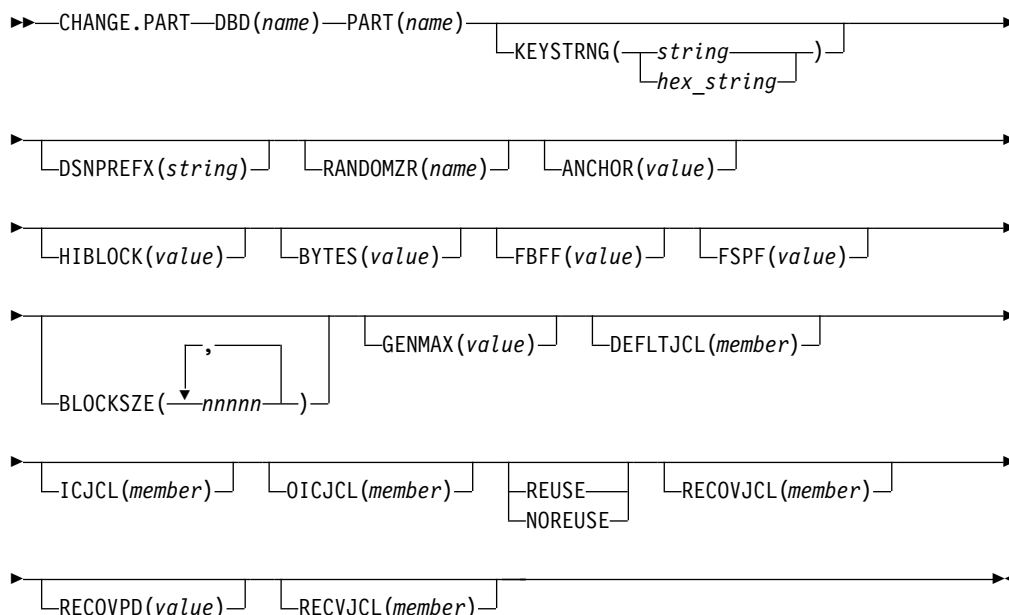 CHANGE.PART DBD(name) PART(name)
KEYSTRNG( string )
hex_string
DSNPREFX(string) RANDOMZR(name) ANCHOR(value)
HIBLOCK(value) BYTES(value) FBFF(value) FSPF(value)
,
GENMAX(value) DEFLTJCL(member)
BLOCKSZE( nnnnn )
ICJCL(member) OICJCL(member) REUSE RECOVJCL(member)
NOREUSE
RECOVPD(value) RECVJCL(member)